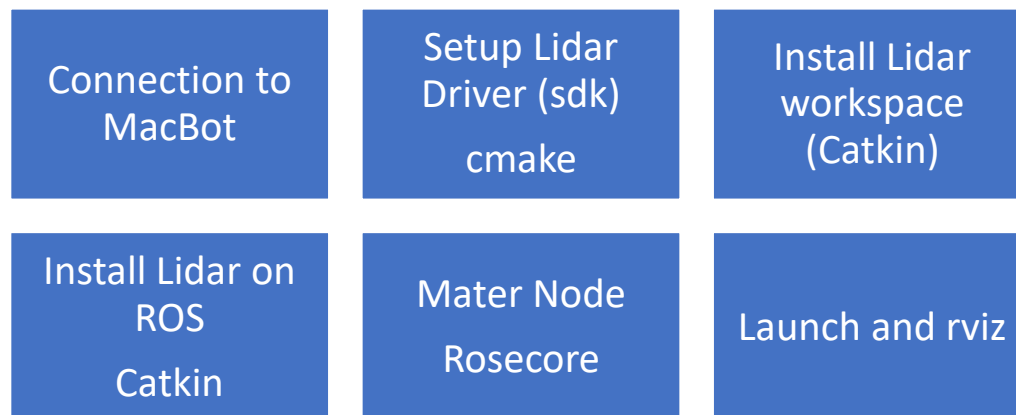 Connection to
MacBot
Setup Lidar
Driver (sdk)
cmake
Install Lidar
workspace
(Catkin)
Install Lidar on
ROS
Catkin
Mater Node
Rosecore
Launch and rviz